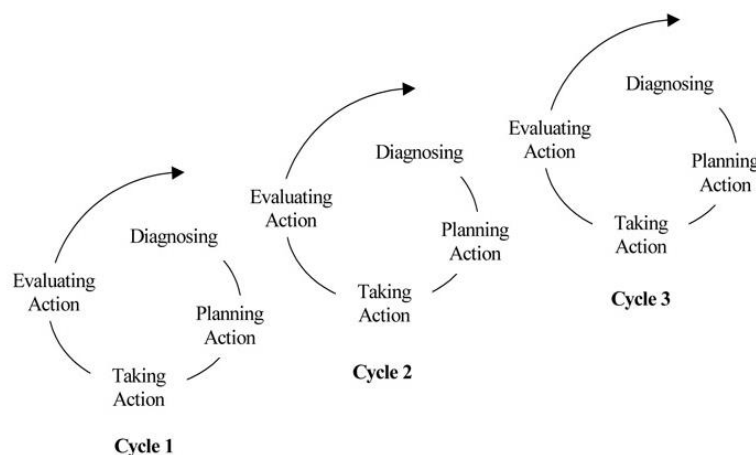 Diagnosing
Planning
Action
Taking
Action
Evaluating
Action
Cycle 1
Diagnosing
Planning
Action
Taking
Action
Evaluating
Action
Cycle 2
Diagnosing
Planning
Action
Taking
Action
Evaluating
Action
Cycle 3